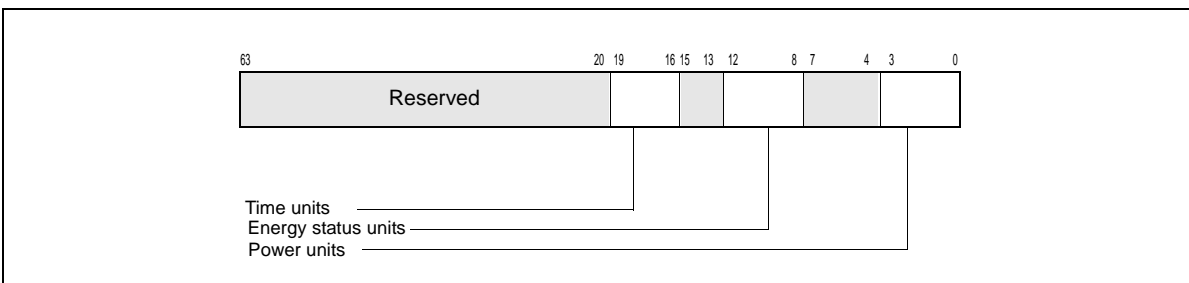 63 20 19 16 15 13 12 8 7 4 3 0
Reserved
Time units
Energy status units
Power units